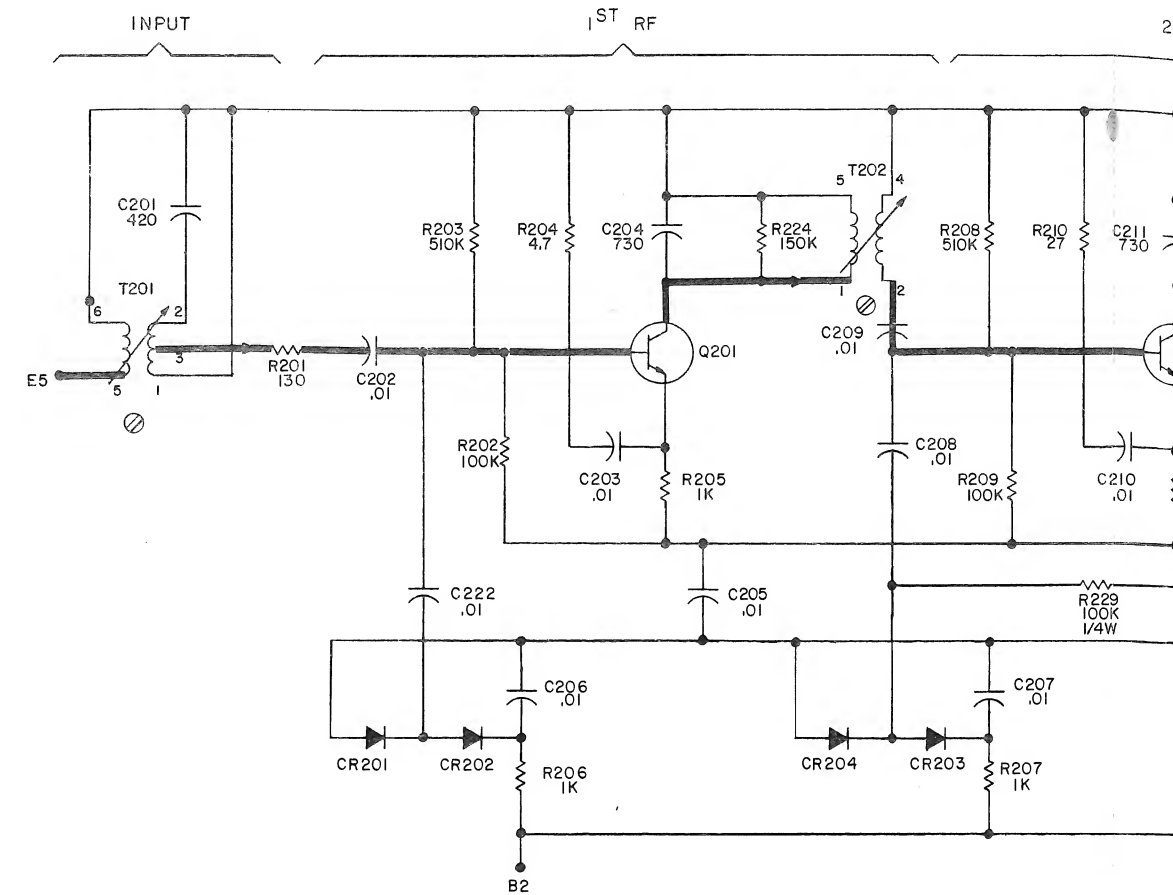 INPUT
1ST RF
2
T202
5
4
C201
420
R203
510K
R204
4.7
C204
730
R224
150K
R208
510K
R210
27
C211
730
T201
6
2
1
2
3
C209
.01
Q201
E5
5
1
R201
130
C202
.01
R202
100K
C203
.01
R205
1K
C208
.01
R209
100K
C210
.01
C222
.01
C205
.01
R229
100K
1/4W
C206
.01
C207
.01
CR201
CR202
R206
1K
CR204
CR203
R207
1K
B2